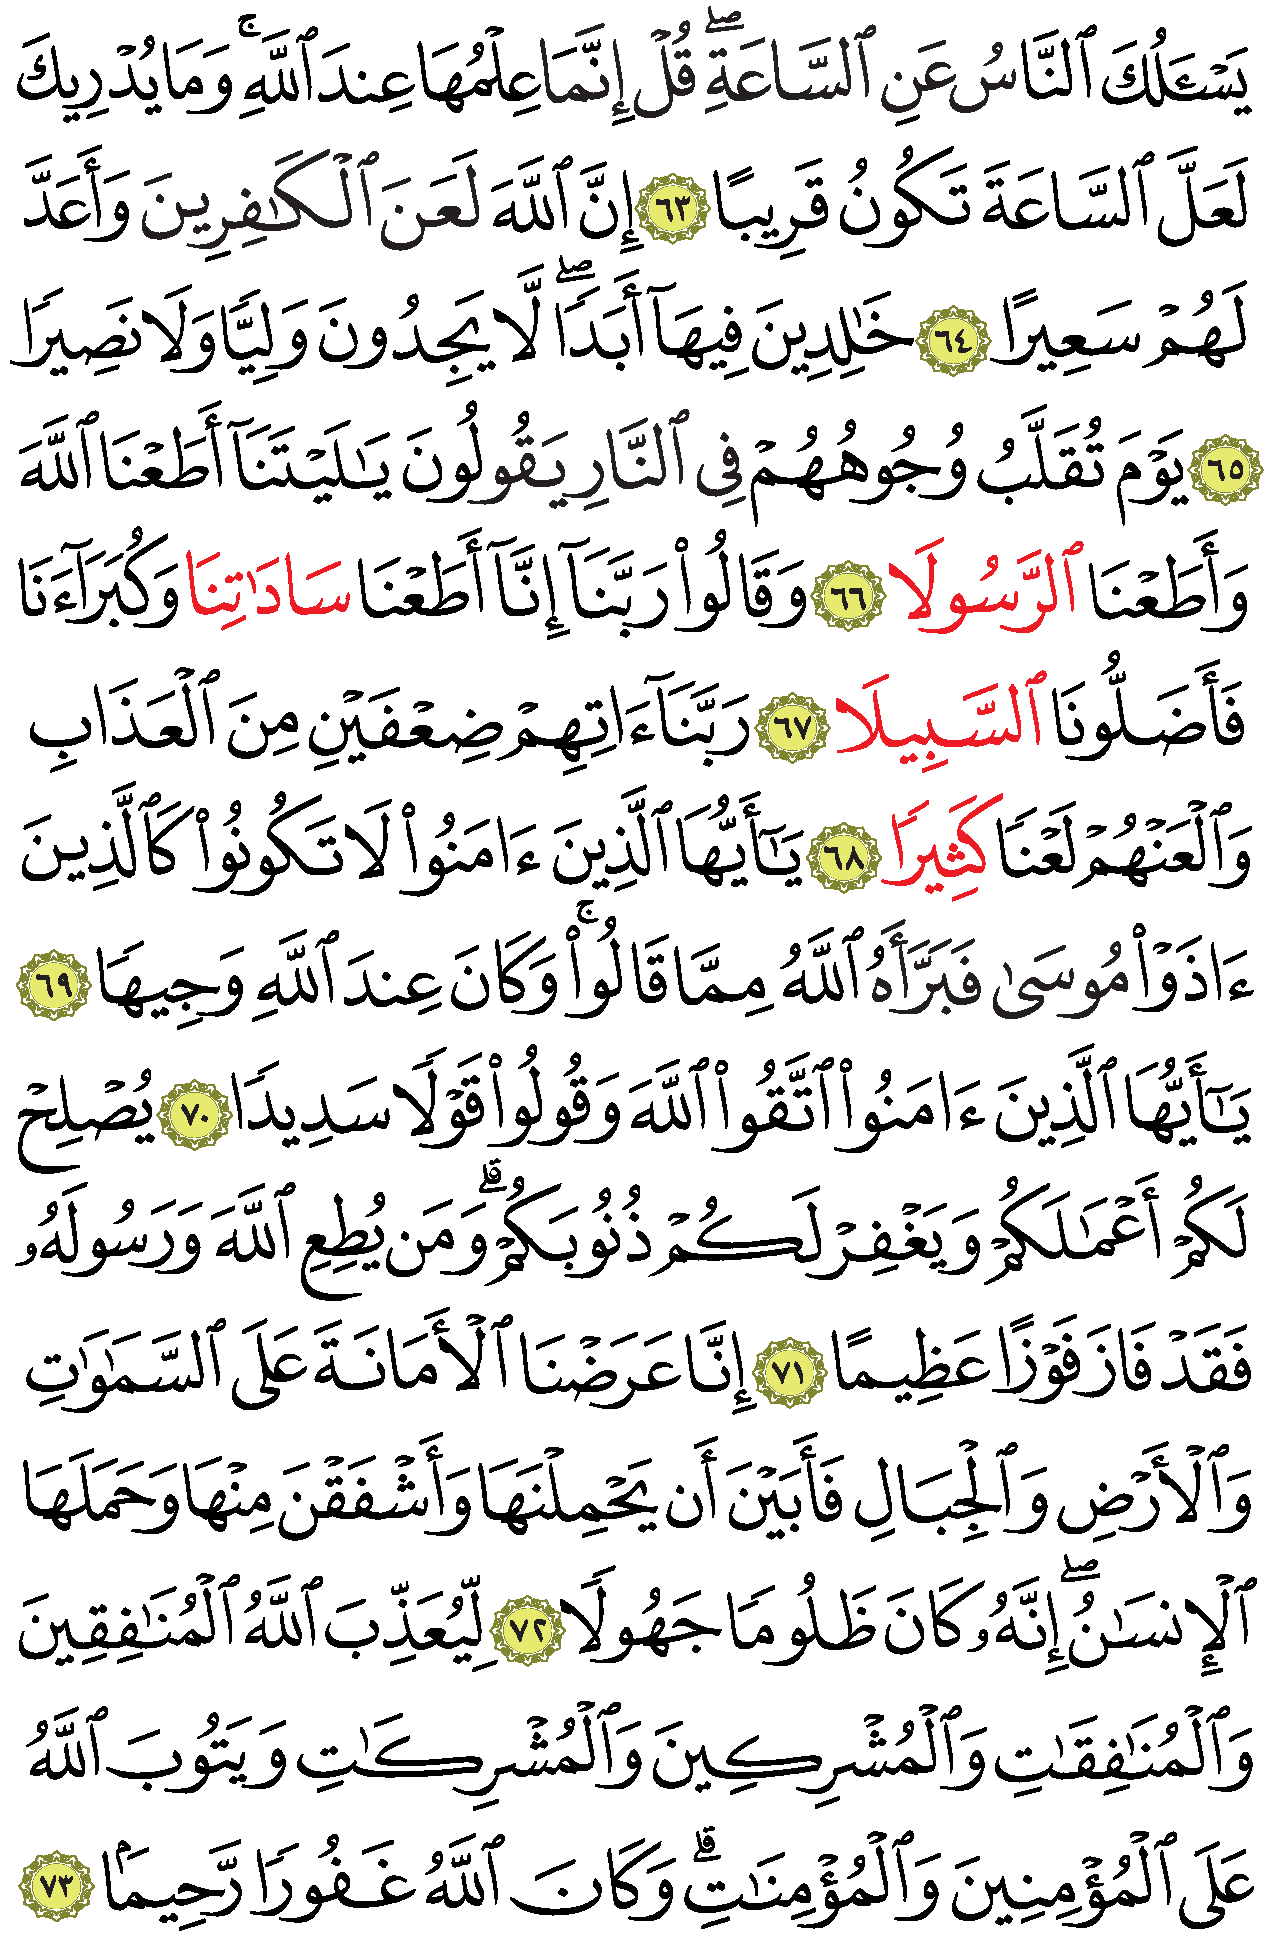 يَسْـَٔلُكَ ٱلنَّاسُ عَنِ ٱلسَّاعَةِۖ قُلْ إِنَّمَا عِلْمُهَا عِندَ ٱللَّهِۚ وَمَا يُدْرِيكَ
لَعَلَّ ٱلسَّاعَةَ تَكُونُ قَرِيبًا ٦٣ إِنَّ ٱللَّهَ لَعَنَ ٱلْكَٰفِرِينَ وَأَعَدَّ
لَهُمْ سَعِيرًا ٦٤ خَٰلِدِينَ فِيهَآ أَبَدًاۖ لَّا يَجِدُونَ وَلِيًّا وَلَا نَصِيرًا
٦٥ يَوْمَ تُقَلَّبُ وُجُوهُهُمْ فِى ٱلنَّارِ يَقُولُونَ يَٰلَيْتَنَآ أَطَعْنَا ٱللَّهَ
وَأَطَعْنَا ٱلرَّسُولَا ٦٦ وَقَالُوا۟ رَبَّنَآ إِنَّآ أَطَعْنَا سَادَٰتِنَا وَكُبَرَآءَنَا
فَأَضَلُّونَا ٱلسَّبِيلَا ٦٧ رَبَّنَآ ءَاتِهِمْ ضِعْفَيْنِ مِنَ ٱلْعَذَابِ
وَٱلْعَنْهُمْ لَعْنًا كَثِيرًا ٦٨ يَٰٓأَيُّهَا ٱلَّذِينَ ءَامَنُوا۟ لَا تَكُونُوا۟ كَٱلَّذِينَ
ءَاذَوْا۟ مُوسَىٰ فَبَرَّأَهُ ٱللَّهُ مِمَّا قَالُوا۟ۚ وَكَانَ عِندَ ٱللَّهِ وَجِيهًا ٦٩
يَٰٓأَيُّهَا ٱلَّذِينَ ءَامَنُوا۟ ٱتَّقُوا۟ ٱللَّهَ وَقُولُوا۟ قَوْلًا سَدِيدًا ٧٠ يُصْلِحْ
لَكُمْ أَعْمَٰلَكُمْ وَيَغْفِرْ لَكُمْ ذُنُوبَكُمْۗ وَمَن يُطِعِ ٱللَّهَ وَرَسُولَهُۥ
فَقَدْ فَازَ فَوْزًا عَظِيمًا ٧١ إِنَّا عَرَضْنَا ٱلْأَمَانَةَ عَلَى ٱلسَّمَٰوَٰتِ
وَٱلْأَرْضِ وَٱلْجِبَالِ فَأَبَيْنَ أَن يَحْمِلْنَهَا وَأَشْفَقْنَ مِنْهَا وَحَمَلَهَا
ٱلْإِنسَٰنُۖ إِنَّهُۥ كَانَ ظَلُومًا جَهُولًا ٧٢ لِّيُعَذِّبَ ٱللَّهُ ٱلْمُنَٰفِقِينَ
وَٱلْمُنَٰفِقَٰتِ وَٱلْمُشْرِكِينَ وَٱلْمُشْرِكَٰتِ وَيَتُوبَ ٱللَّهُ
عَلَى ٱلْمُؤْمِنِينَ وَٱلْمُؤْمِنَٰتِۗ وَكَانَ ٱللَّهُ غَفُورًا رَّحِيمًۢا ٧٣